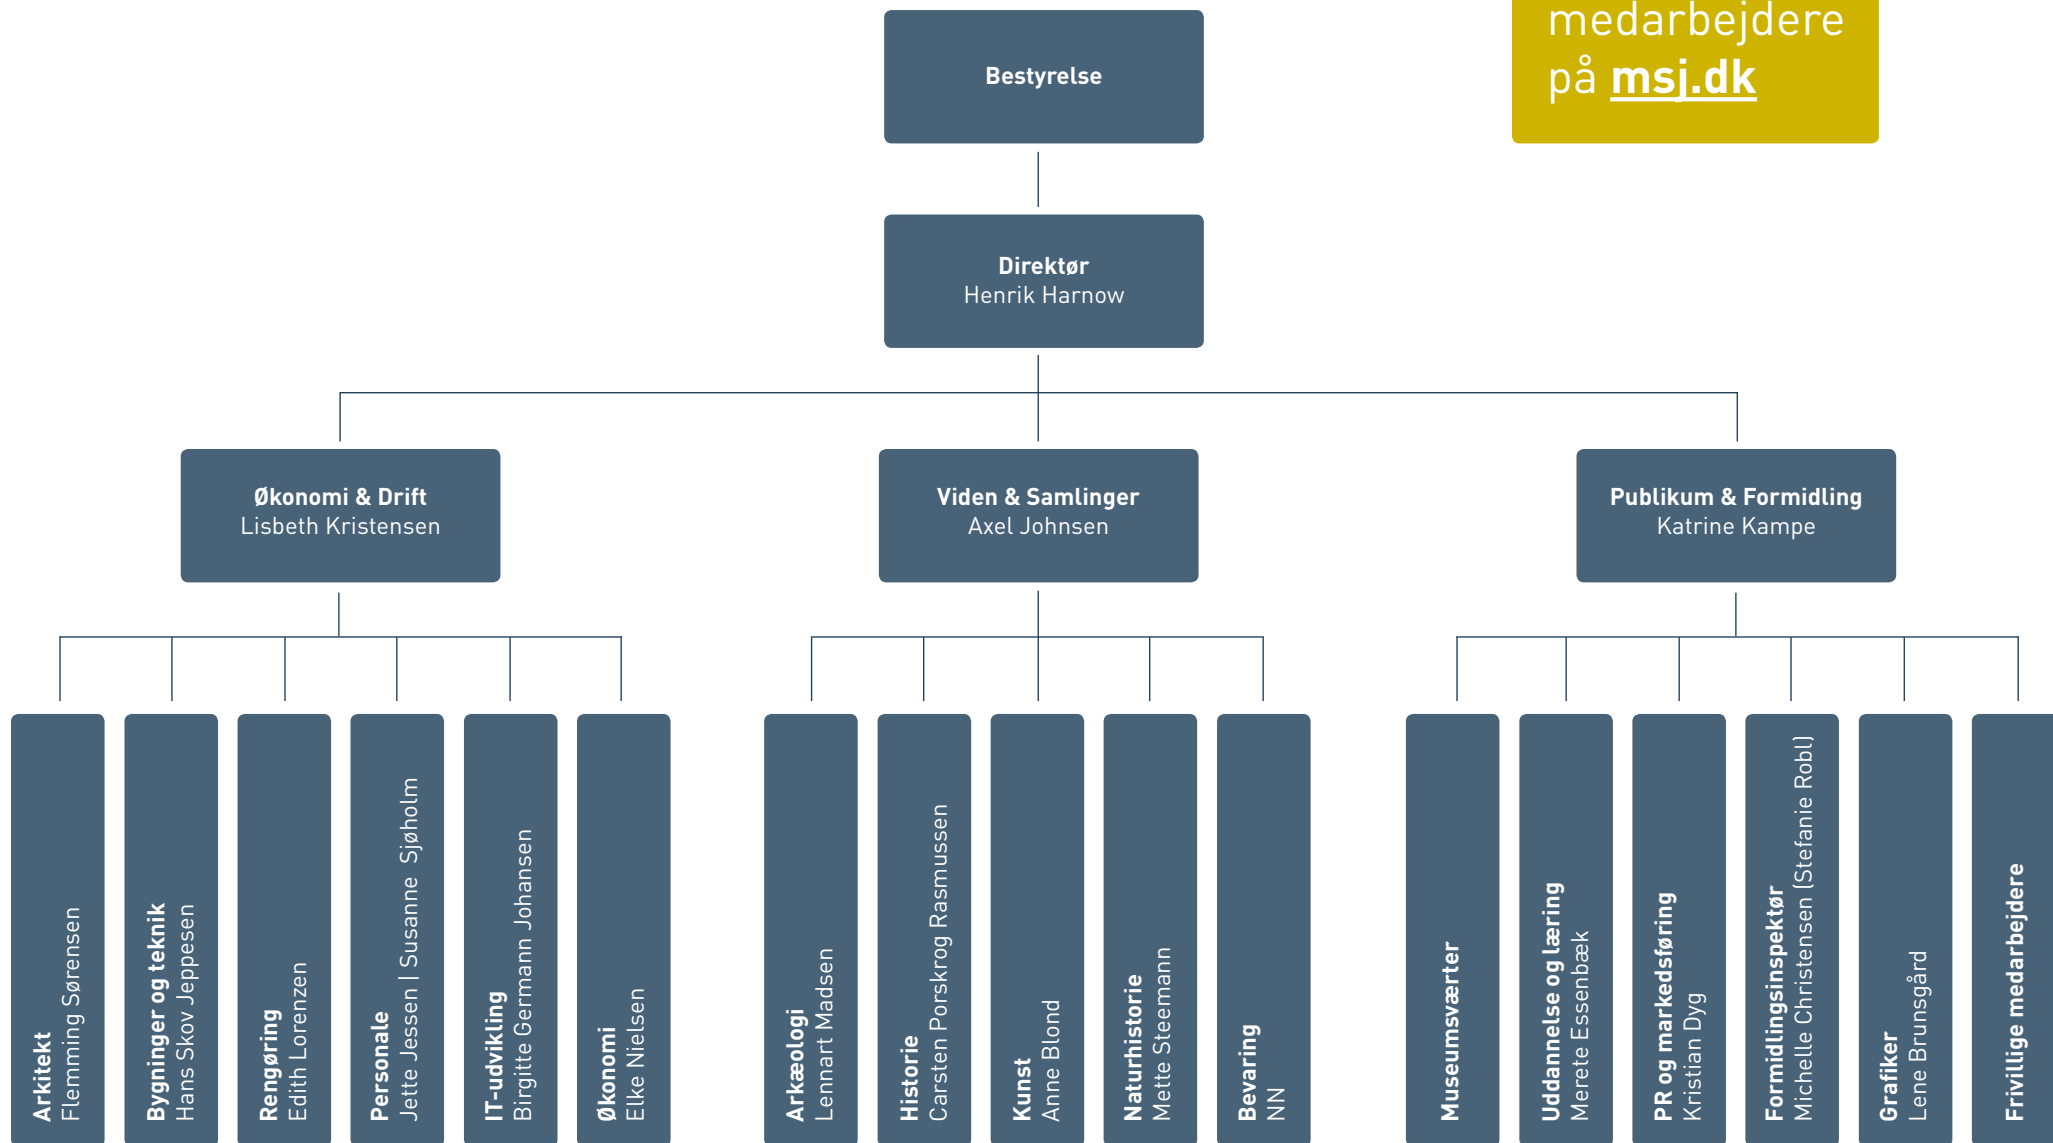 medarbejdere
på msj.dk
Bestyrelse
Direktør
Henrik Harnow
Økonomi & Drift
Lisbeth Kristensen
Viden & Samlinger
Axel Johnsen
Publikum & Formidling
Katrine Kampe
Arkitekt
Flemming Sørensen
Bygninger og teknik
Hans Skov Jeppesen
Rengøring
Edith Lorenzen
Personale
Jette Jessen | Susanne Sjøholm
IT-udvikling
Birgitte Germann Johansen
Økonomi
Elke Nielsen
Arkæologi
Lennart Madsen
Historie
Carsten Porskrog Rasmussen
Kunst
Anne Blond
Naturhistorie
Mette Steemann
Bevaring
NN
Museumsværter
Uddannelse og læring
Merete Essenbæk
PR og markedsføring
Kristian Dyg
Formidlingsinspektør
Michelle Christensen (Stefanie Robl)
Grafiker
Lene Brunsgård
Frivillige medarbejdere